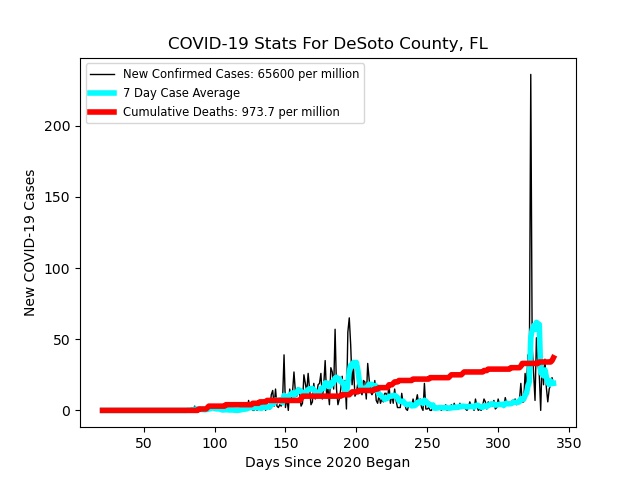 COVID-19 Stats For DeSoto County, FL
New Confirmed Cases: 65600 per million
7 Day Case Average
Cumulative Deaths: 973.7 per million
New COVID-19 Cases
200
150
100
50
0
50
100
150
200
250
300
350
Days Since 2020 Began